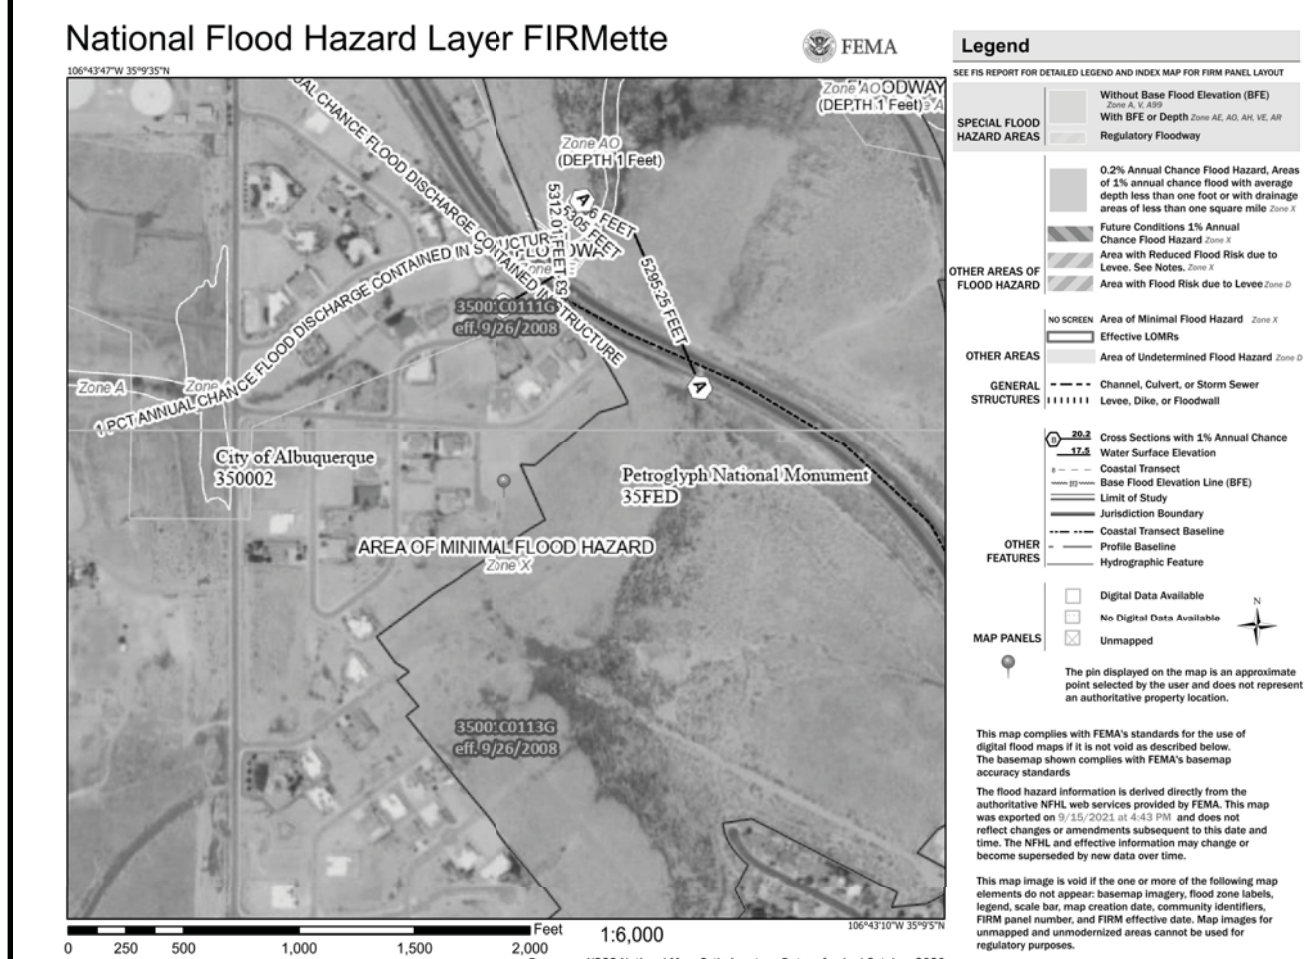 National Flood Hazard Layer FIRMette
FEMA
106°43'47"W 35°9'35"N
Zone AO
(DEPTH 1 Feet)
Zone AO
(DEPTH 1 Feet)
5312.01 FEET
5305 FEET
5295.25 FEET
A
A
1 PCT ANNUAL CHANCE FLOOD DISCHARGE CONTAINED IN STRUCTURE
CHANCE FLOOD DISCHARGE CONTAINED IN STRUCTURE
35001C0111G
eff. 9/26/2008
Zone A
Zone
City of Albuquerque
350002
Petroglyph National Monument
35FED
AREA OF MINIMAL FLOOD HAZARD
Zone X
35001C0113G
eff. 9/26/2008
106°43'10"W 35°9'5"N
0 250 500 1,000 1,500 2,000
Feet
1:6,000
Legend
SEE FIS REPORT FOR DETAILED LEGEND AND INDEX MAP FOR FIRM PANEL LAYOUT
SPECIAL FLOOD
HAZARD AREAS
Without Base Flood Elevation (BFE)
Zone A, V, A99
With BFE or Depth Zone AE, AO, AH, VE, AR
Regulatory Floodway
0.2% Annual Chance Flood Hazard, Areas
of 1% annual chance flood with average
depth less than one foot or with drainage
areas of less than one square mile Zone X
Future Conditions 1% Annual
Chance Flood Hazard Zone X
Area with Reduced Flood Risk due to
Levee. See Notes. Zone X
Area with Flood Risk due to Levee Zone D
OTHER AREAS OF
FLOOD HAZARD
NO SCREEN Area of Minimal Flood Hazard Zone X
Effective LOMRs
OTHER AREAS
Area of Undetermined Flood Hazard Zone D
GENERAL
STRUCTURES
Channel, Culvert, or Storm Sewer
Levee, Dike, or Floodwall
B 20.2 Cross Sections with 1% Annual Chance
17.5 Water Surface Elevation
Coastal Transect
Base Flood Elevation Line (BFE)
Limit of Study
Jurisdiction Boundary
Coastal Transect Baseline
OTHER
FEATURES
Profile Baseline
Hydrographic Feature
Digital Data Available
No Digital Data Available
Unmapped
MAP PANELS
N
The pin displayed on the map is an approximate
point selected by the user and does not represent
an authoritative property location.
This map complies with FEMA's standards for the use of
digital flood maps if it is not void as described below.
The basemap shown complies with FEMA's basemap
accuracy standards
The flood hazard information is derived directly from the
authoritative NFHL web services provided by FEMA. This map
was exported on 9/15/2021 at 4:43 PM and does not
reflect changes or amendments subsequent to this date and
time. The NFHL and effective information may change or
become superseded by new data over time.
This map image is void if the one or more of the following map
elements do not appear: basemap imagery, flood zone labels,
legend, scale bar, map creation date, community identifiers,
FIRM panel number, and FIRM effective date. Map images for
unmapped and unmodernized areas cannot be used for
regulatory purposes.